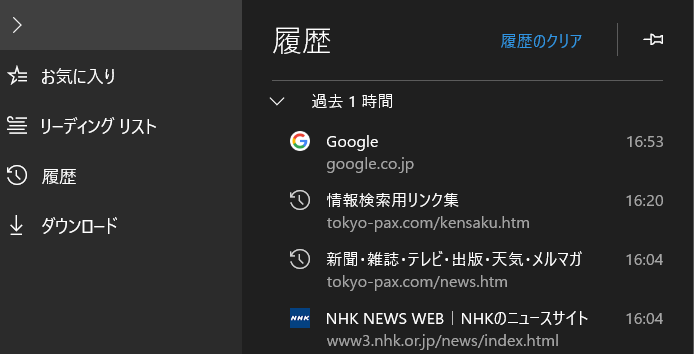 お気に入り
リーディング リスト
履歴
ダウンロード
履歴
履歴のクリア
過去 1 時間
Google
16:53
google.co.jp
情報検索用リンク集
16:20
tokyo-pax.com/kensaku.htm
新聞・雑誌・テレビ・出版・天気・メルマガ
16:04
tokyo-pax.com/news.htm
NHK
NHK NEWS WEB｜NHKのニュースサイト
16:04
www3.nhk.or.jp/news/index.html